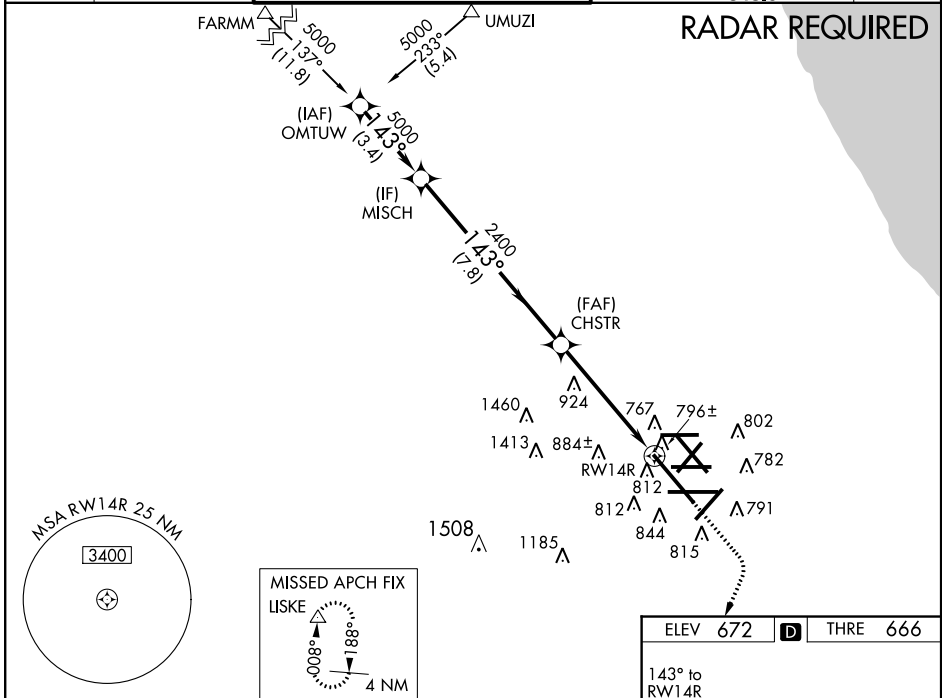 RADAR REQUIRED
FARMM
UMUZI
5000
137°
(11.8)
5000
233°
(5.4)
(IAF)
OMTUW
5000
143°
(3.4)
(IF)
MISCH
2400
143°
(7.8)
(FAF)
CHSTR
924
1460
767
796±
802
1413
884±
RW14R
782
812
812
791
844
815
1508
1185
MSA RW14R 25 NM
3400
MISSED APCH FIX
LISKE
008°
188°
4 NM
ELEV 672 D THRE 666
143° to
RW14R